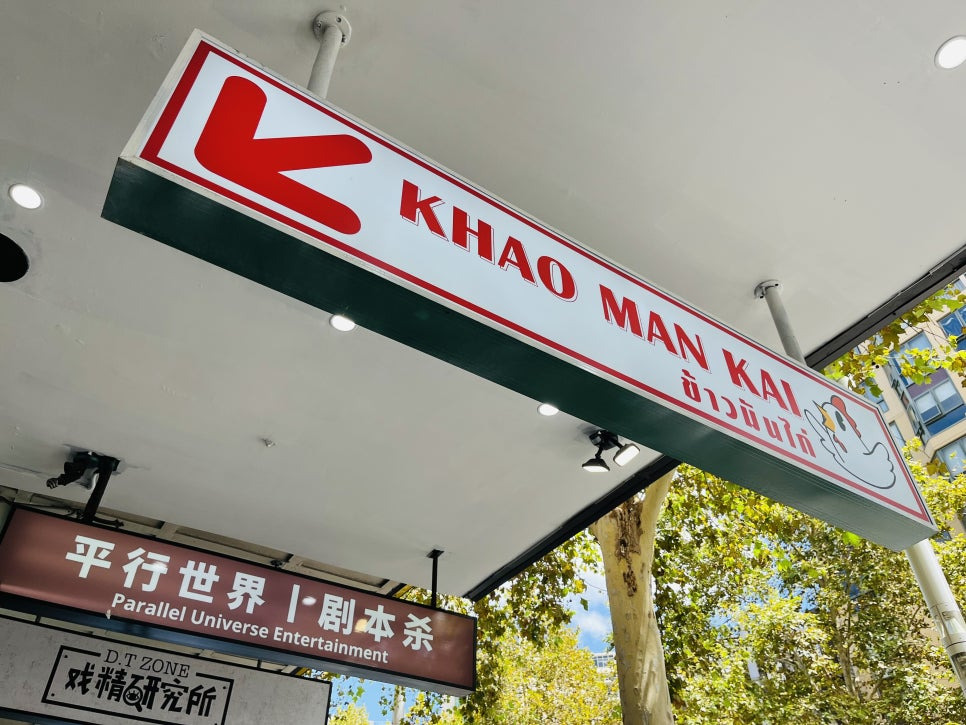 KHAO MAN KAI
ข้าวมันไก่
平行世界 | 剧本杀
Parallel Universe Entertainment
D.T ZONE
戏精研究所